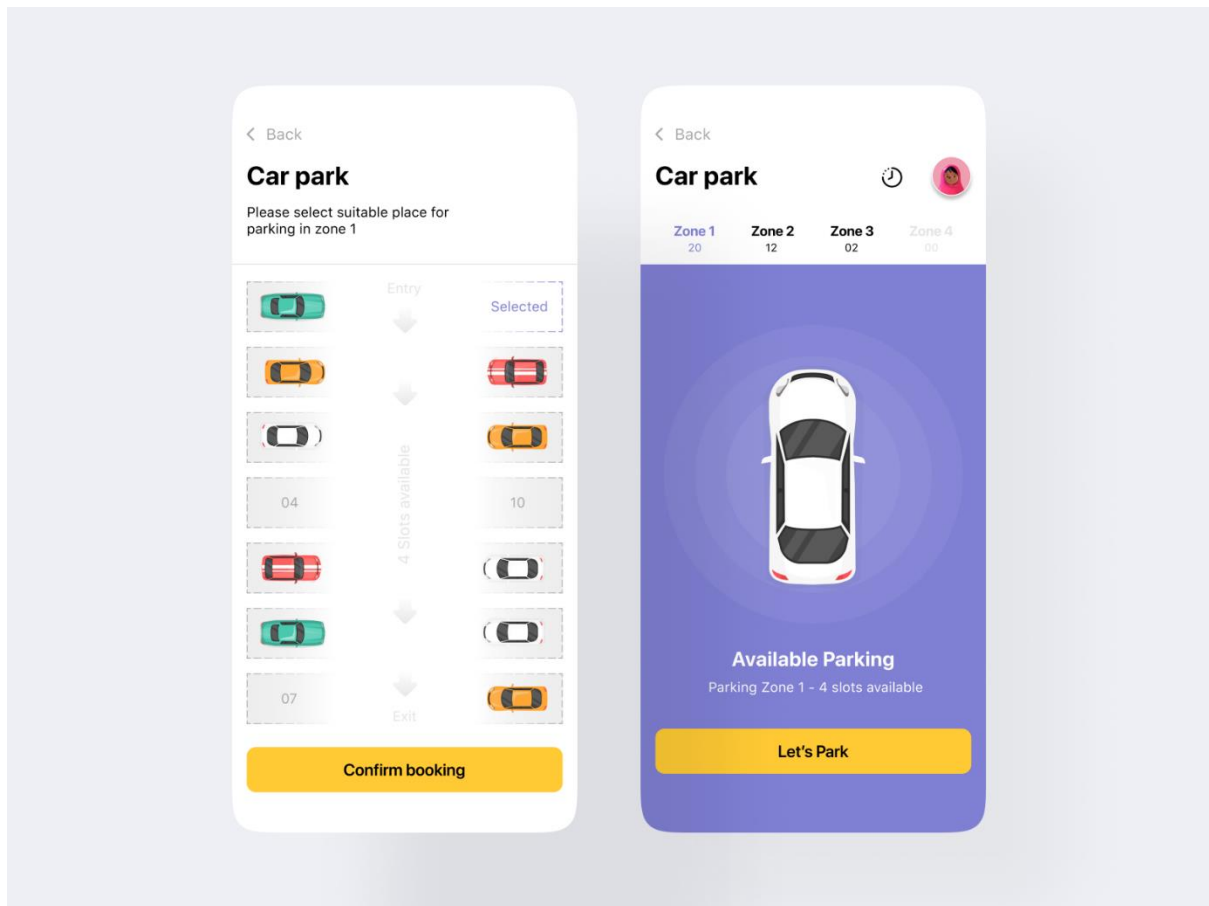 Back
Car park
Please select suitable place for
parking in zone 1
Entry
Selected
4 Slots available
04
10
07
Exit
Confirm booking
Back
Car park
Zone 1
Zone 2
Zone 3
Zone 4
20
12
02
00
Available Parking
Parking Zone 1 - 4 slots available
Let's Park